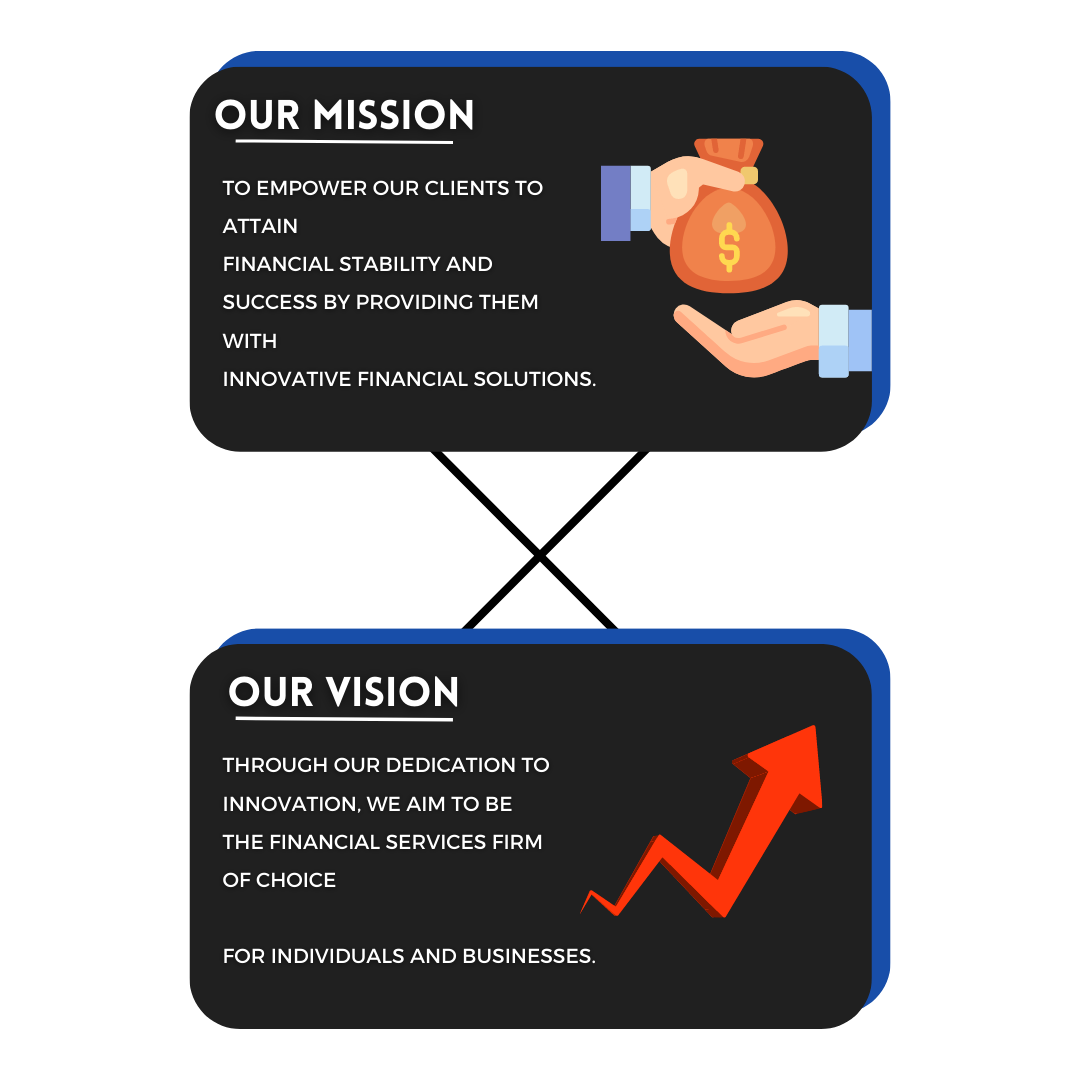 OUR MISSION
TO EMPOWER OUR CLIENTS TO
ATTAIN
FINANCIAL STABILITY AND
SUCCESS BY PROVIDING THEM
WITH
INNOVATIVE FINANCIAL SOLUTIONS.
$
OUR VISION
THROUGH OUR DEDICATION TO
INNOVATION, WE AIM TO BE
THE FINANCIAL SERVICES FIRM
OF CHOICE
FOR INDIVIDUALS AND BUSINESSES.